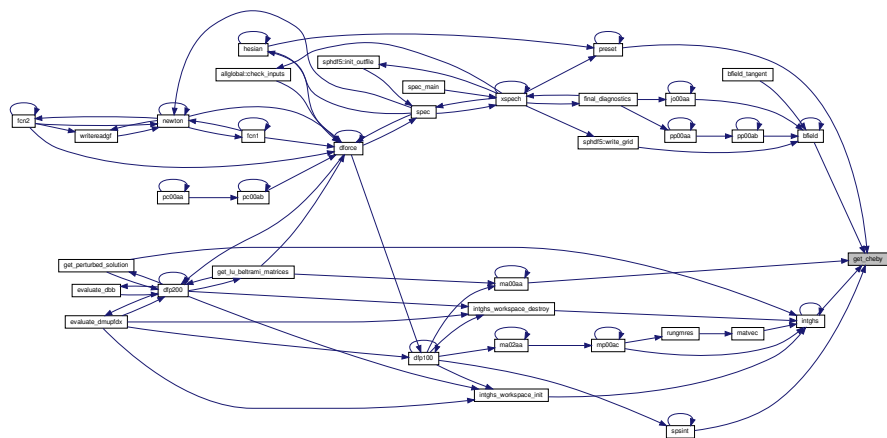 hesian
preset
allglobal::check_inputs
sphdf5::init_outfile
bfield_tangent
spec_main
xspech
final_diagnostics
jo00aa
spec
fcn2
newton
writereadgf
fcn1
pp00aa
pp00ab
bfield
dforce
sphdf5::write_grid
pc00aa
pc00ab
get_cheby
get_perturbed_solution
get_lu_beltrami_matrices
evaluate_dbb
dfp200
ma00aa
intghs_workspace_destroy
evaluate_dmupfdx
intghs
rungmres
matvec
ma02aa
mp00ac
dfp100
intghs_workspace_init
spsint